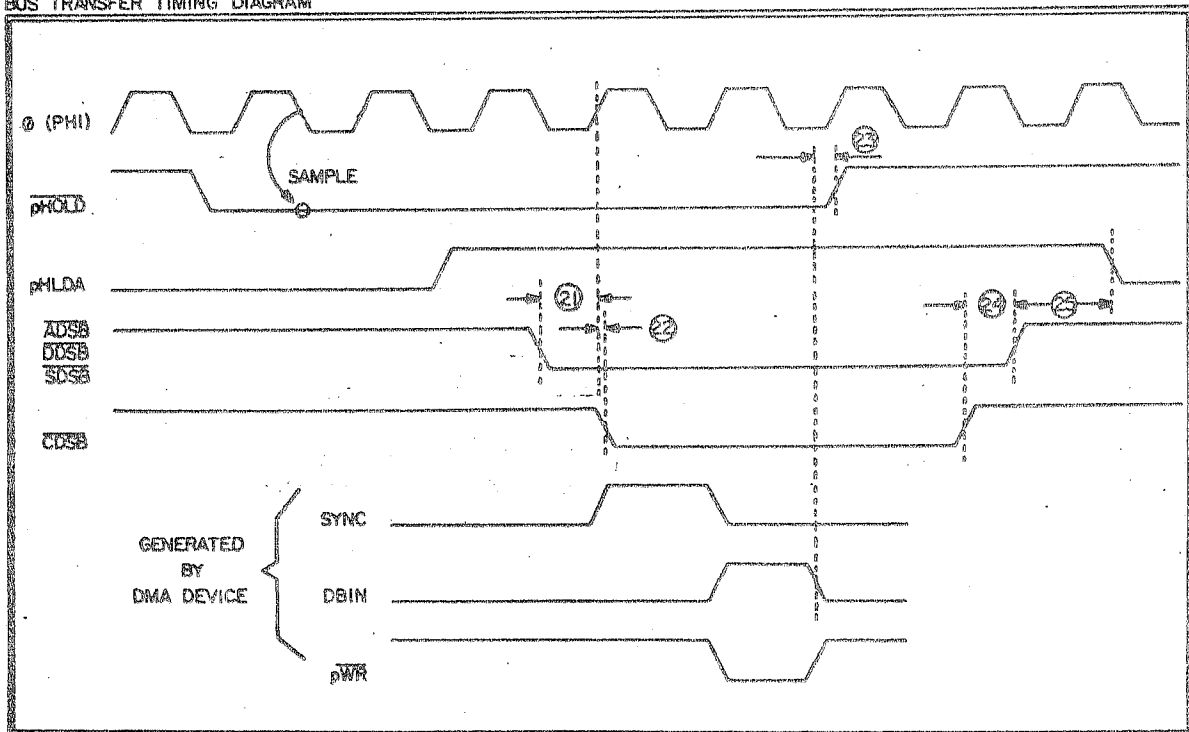 BUS TRANSFER TIMING DIAGRAM
Ø (PHI)
SAMPLE
23
pHOLD
pHLDA
21
22
24
25
ADSB
DDSB
SDSB
CDSB
SYNC
GENERATED
BY
DMA DEVICE
DBIN
pWR